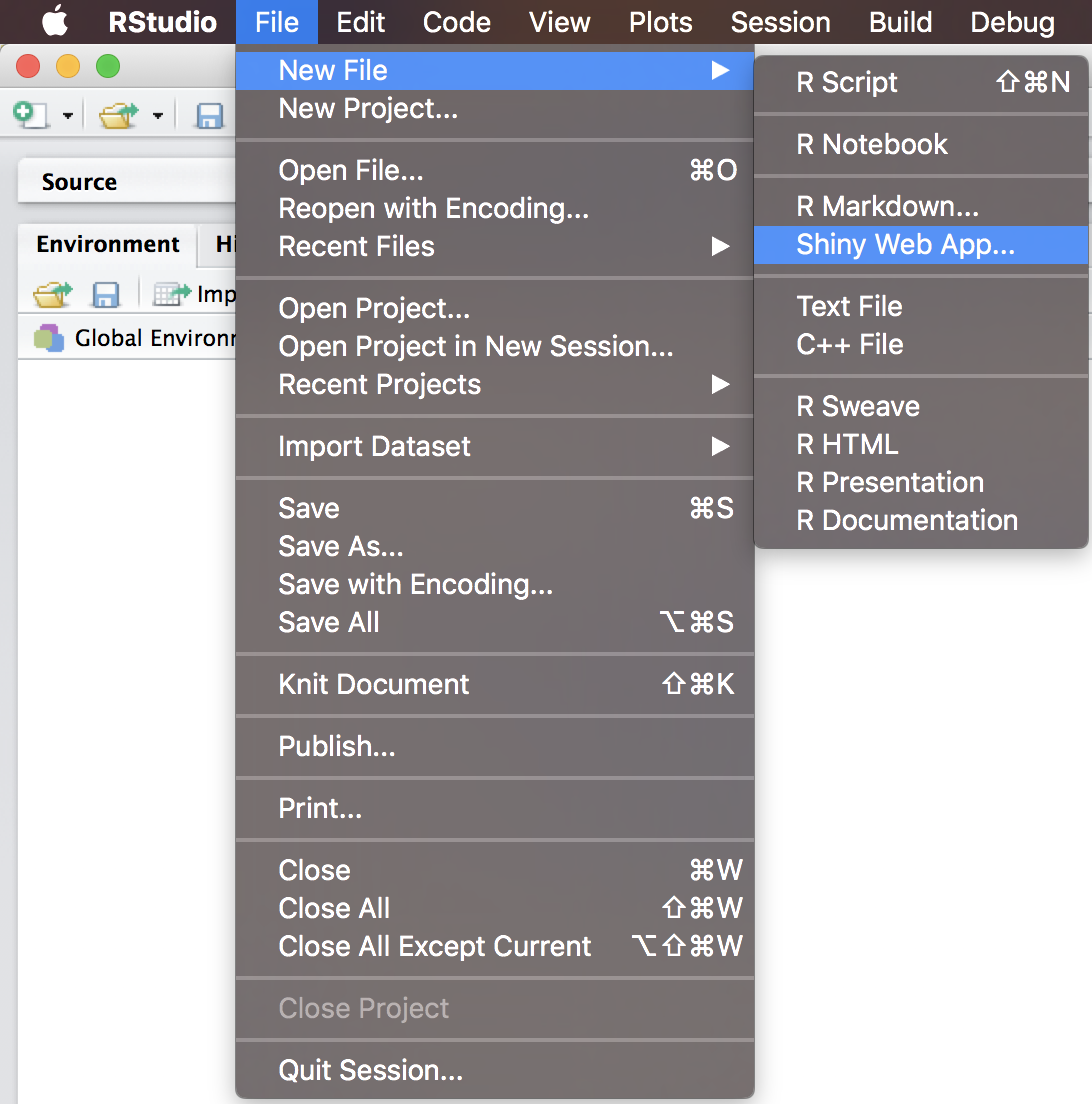 RStudio File Edit Code View Plots Session Build Debug
New File
New Project...
Open File... ⌘O
Reopen with Encoding...
Recent Files
Open Project...
Open Project in New Session...
Recent Projects
Import Dataset
Save ⌘S
Save As...
Save with Encoding...
Save All ⌥⌘S
Knit Document ⇧⌘K
Publish...
Print...
Close ⌘W
Close All ⇧⌘W
Close All Except Current ⌥⇧⌘W
Close Project
Quit Session...
R Script ⇧⌘N
R Notebook
R Markdown...
Shiny Web App...
Text File
C++ File
R Sweave
R HTML
R Presentation
R Documentation
Source
Environment
Global